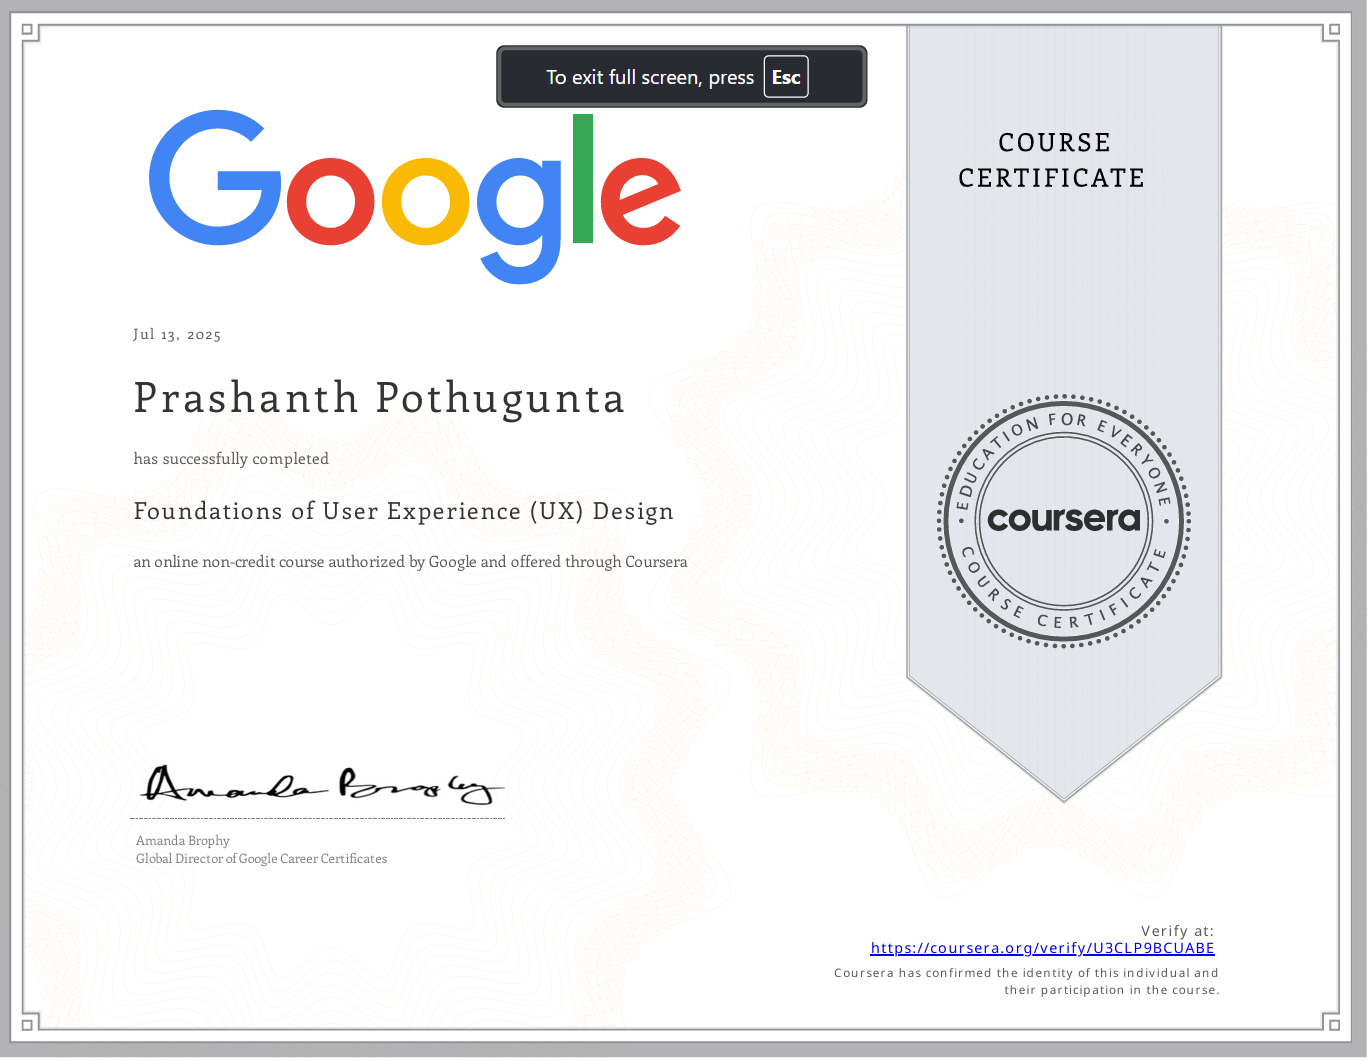 To exit full screen, press Esc
Google
COURSE
CERTIFICATE
Jul 13, 2025
Prashanth Pothugunta
has successfully completed
Foundations of User Experience (UX) Design
an online non-credit course authorized by Google and offered through Coursera
EDUCATION FOR EVERYONE
coursera
COURSE CERTIFICATE
Amanda Brophy
Amanda Brophy
Global Director of Google Career Certificates
Verify at:
https://coursera.org/verify/U3CLP9BCUABE
Coursera has confirmed the identity of this individual and
their participation in the course.